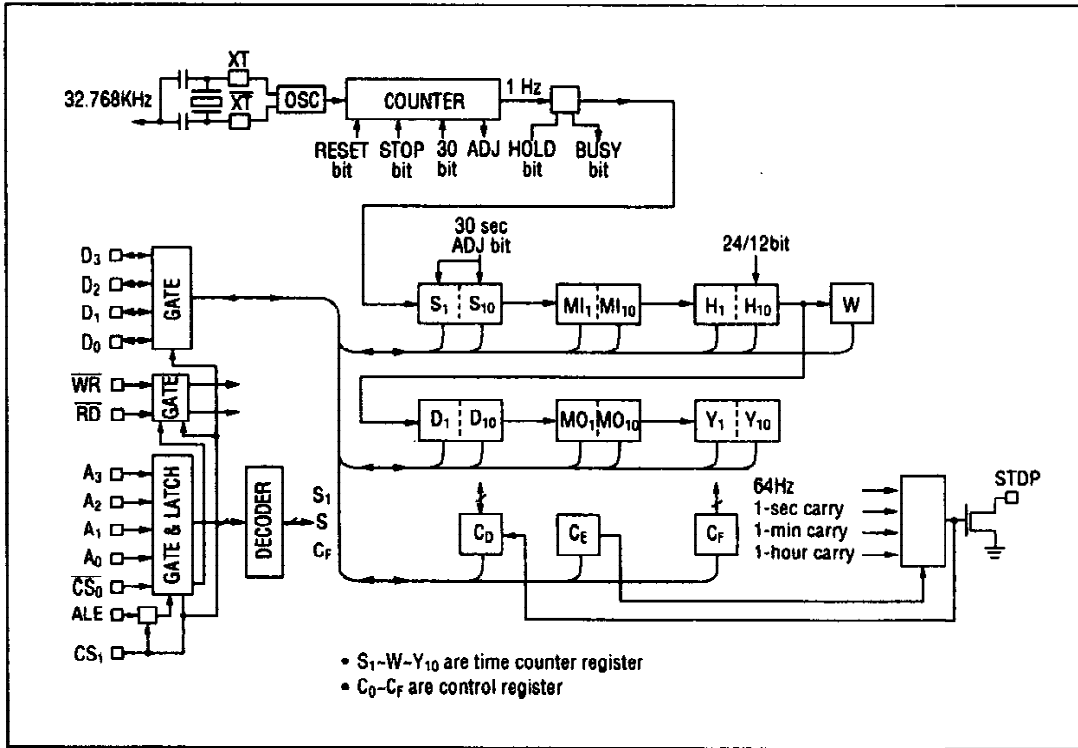 XT
32.768KHz
X̅T̅
OSC
COUNTER
1 Hz
RESET bit
STOP bit
30 bit
ADJ
HOLD bit
BUSY bit
30 sec
ADJ bit
24/12bit
D3
D2
D1
D0
GATE
S1 S10
MI1 MI10
H1 H10
W
W̅R̅
R̅D̅
GATE
D1 D10
MO1 MO10
Y1 Y10
A3
A2
A1
A0
C̅S̅0̅
ALE
CS1
GATE & LATCH
DECODER
S1
S
CF
CD
CE
CF
64Hz
1-sec carry
1-min carry
1-hour carry
STDP
• S1~W~Y10 are time counter register
• C0~CF are control register